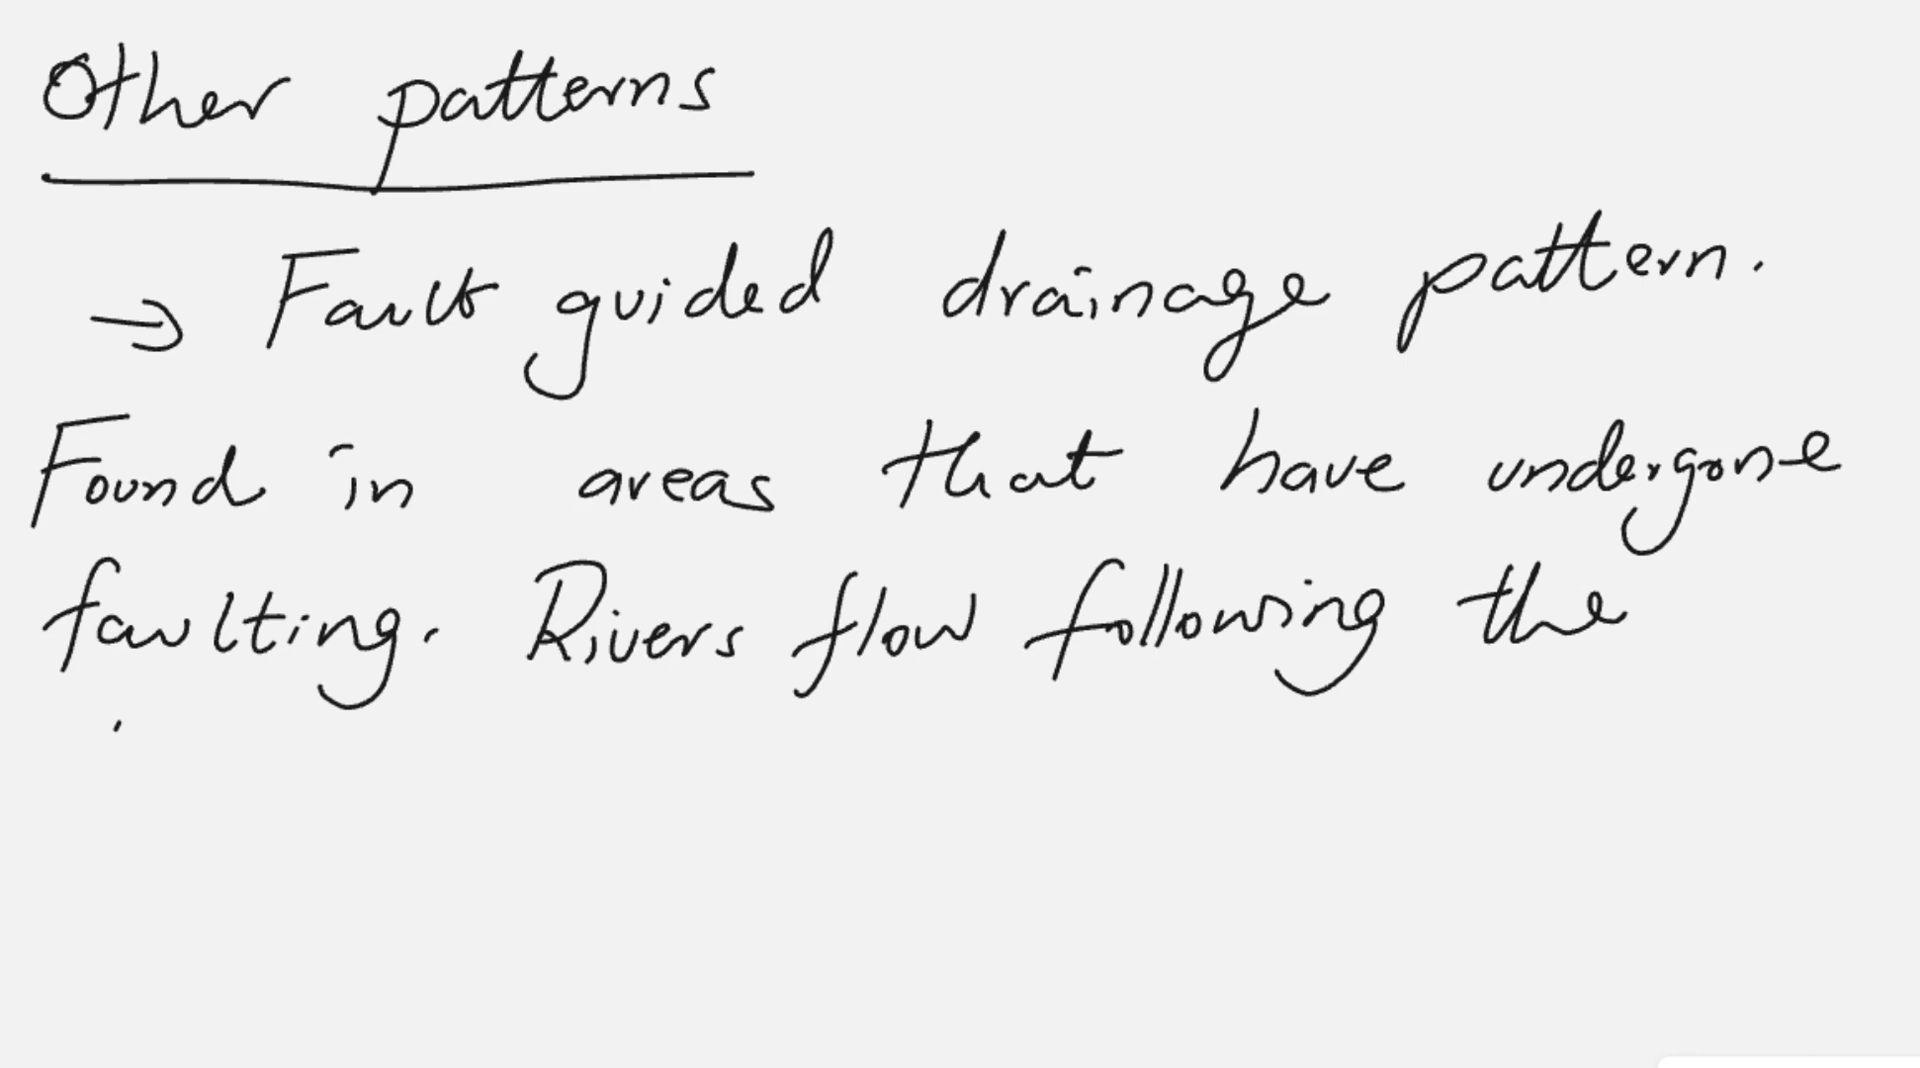 Other patterns
→ Fault guided drainage pattern.
Found in areas that have undergone
faulting. Rivers flow following the